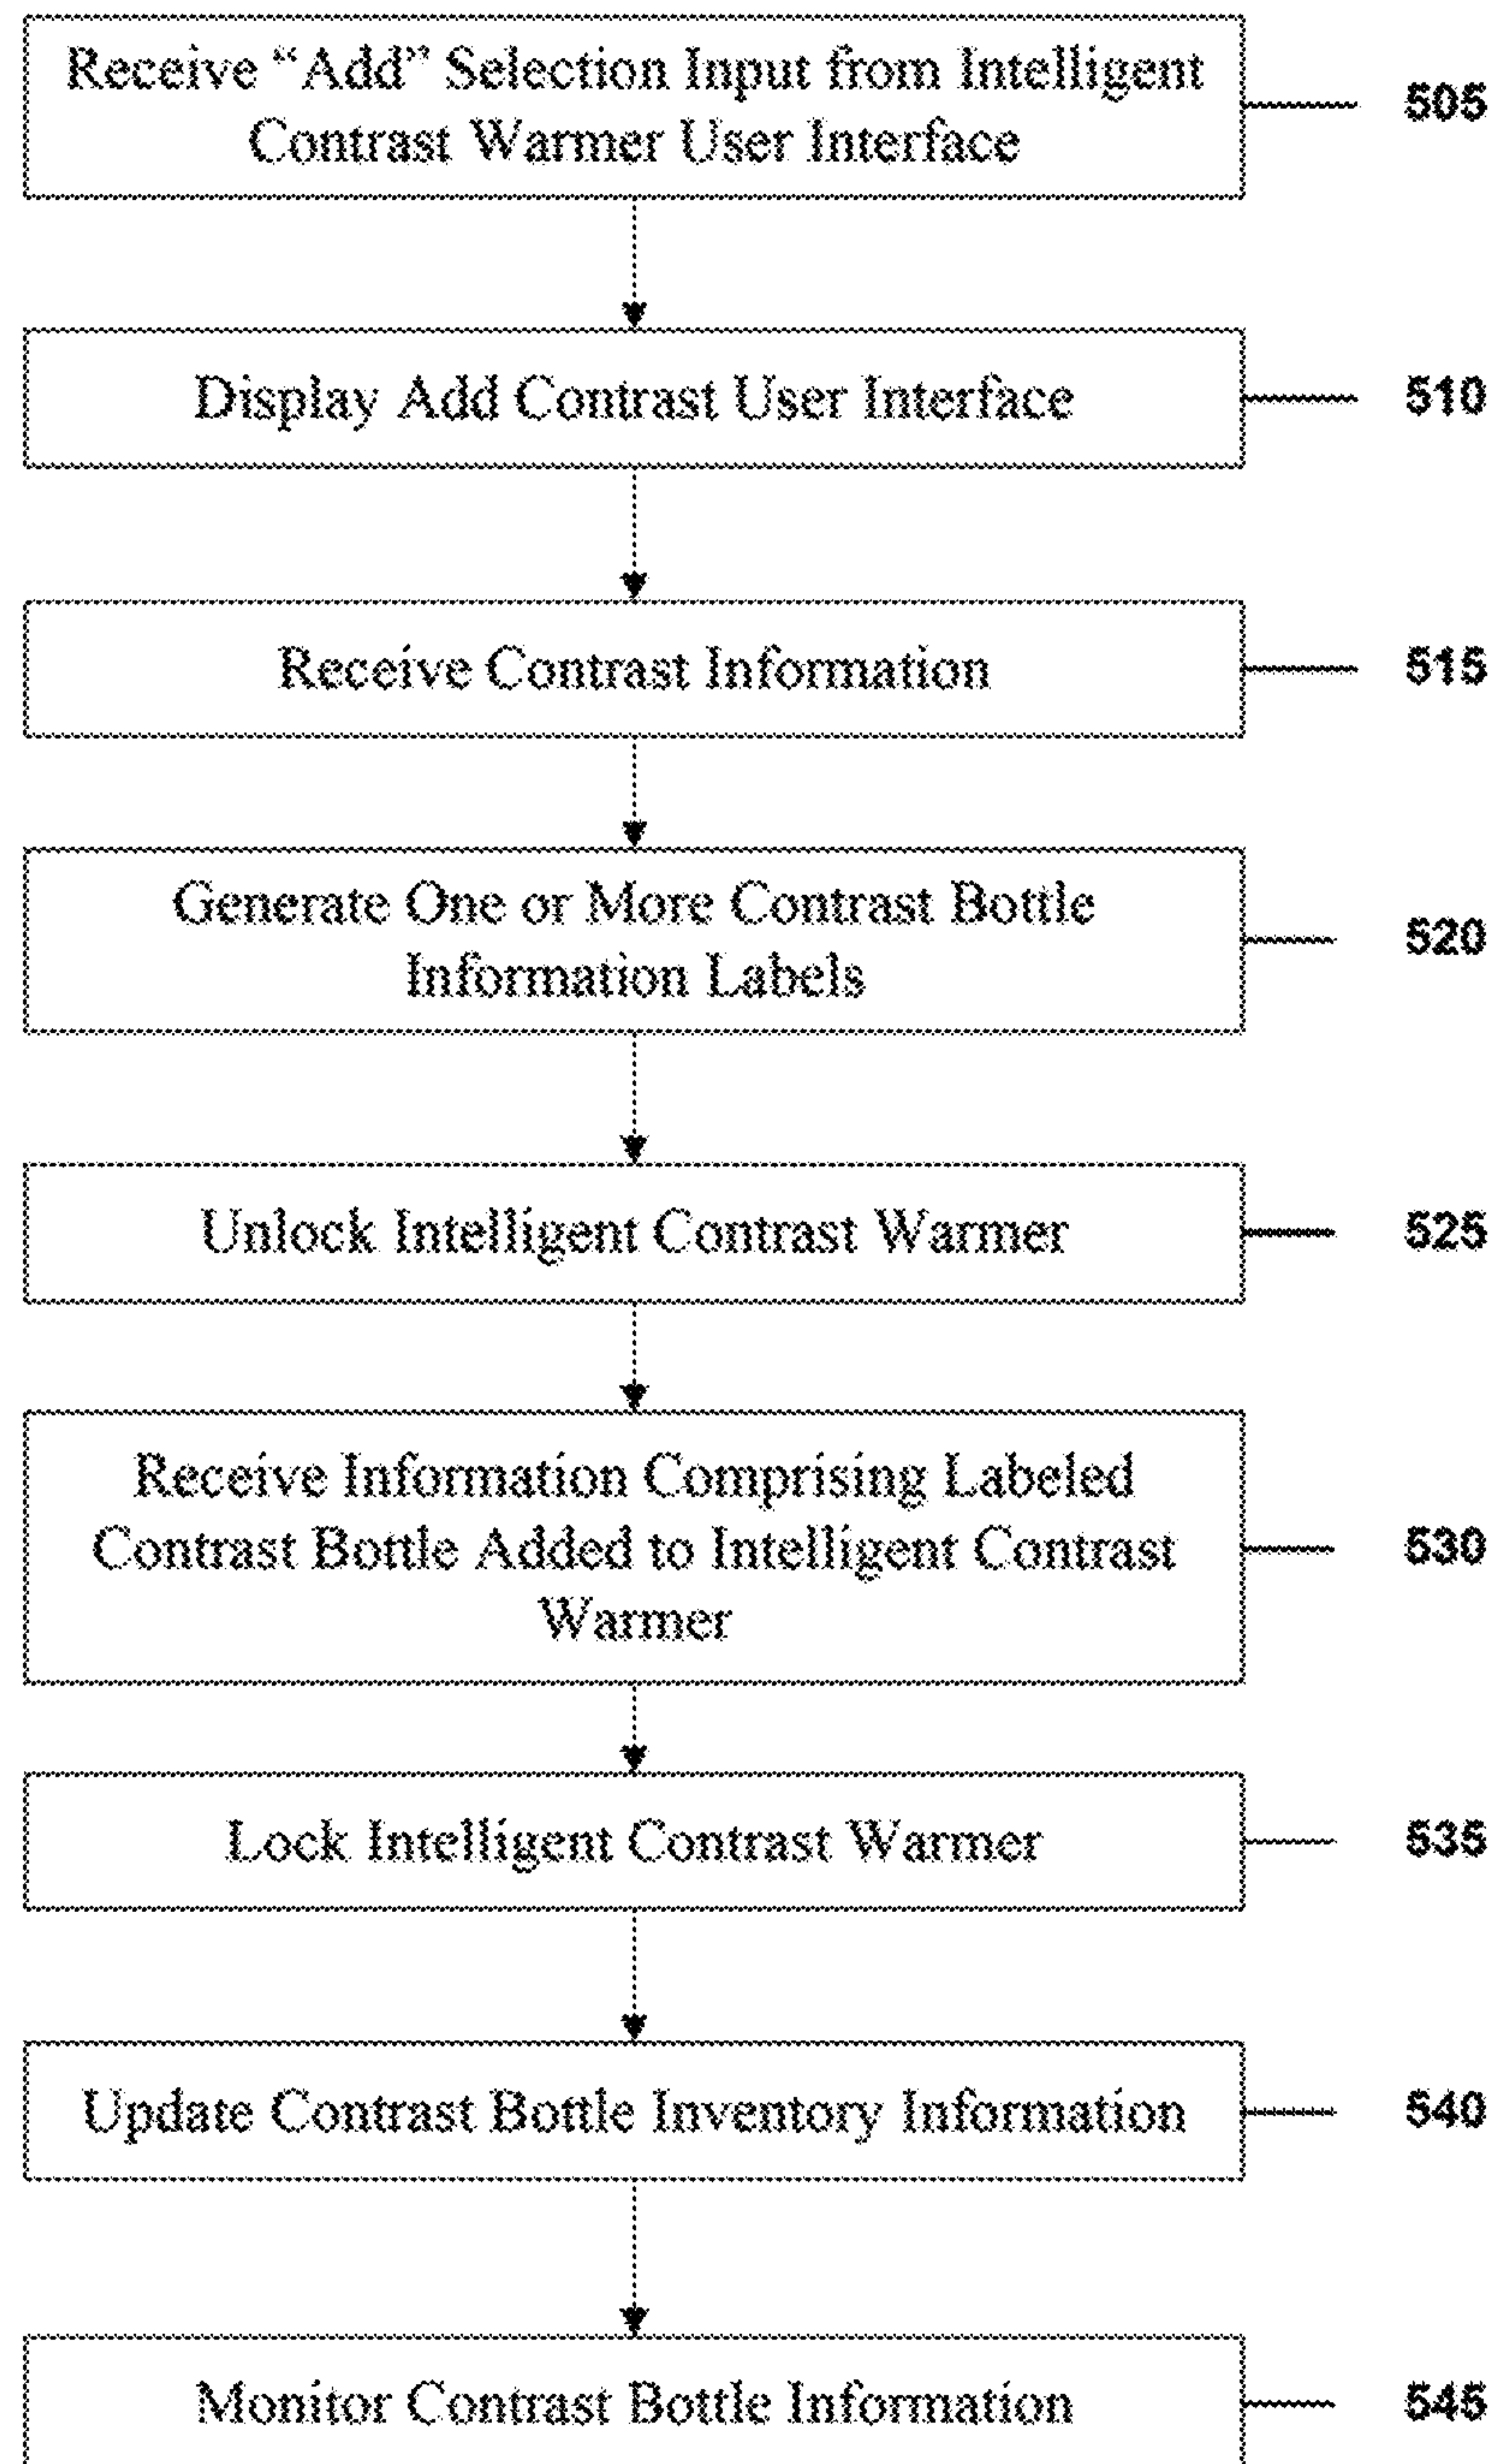 Receive “Add” Selection Input from Intelligent
Contrast Warmer User Interface
505
Display Add Contrast User Interface
510
Receive Contrast Information
515
Generate One or More Contrast Bottle
Information Labels
520
Unlock Intelligent Contrast Warmer
525
Receive Information Comprising Labeled
Contrast Bottle Added to Intelligent Contrast
Warmer
530
Lock Intelligent Contrast Warmer
535
Update Contrast Bottle Inventory Information
540
Monitor Contrast Bottle Information
545